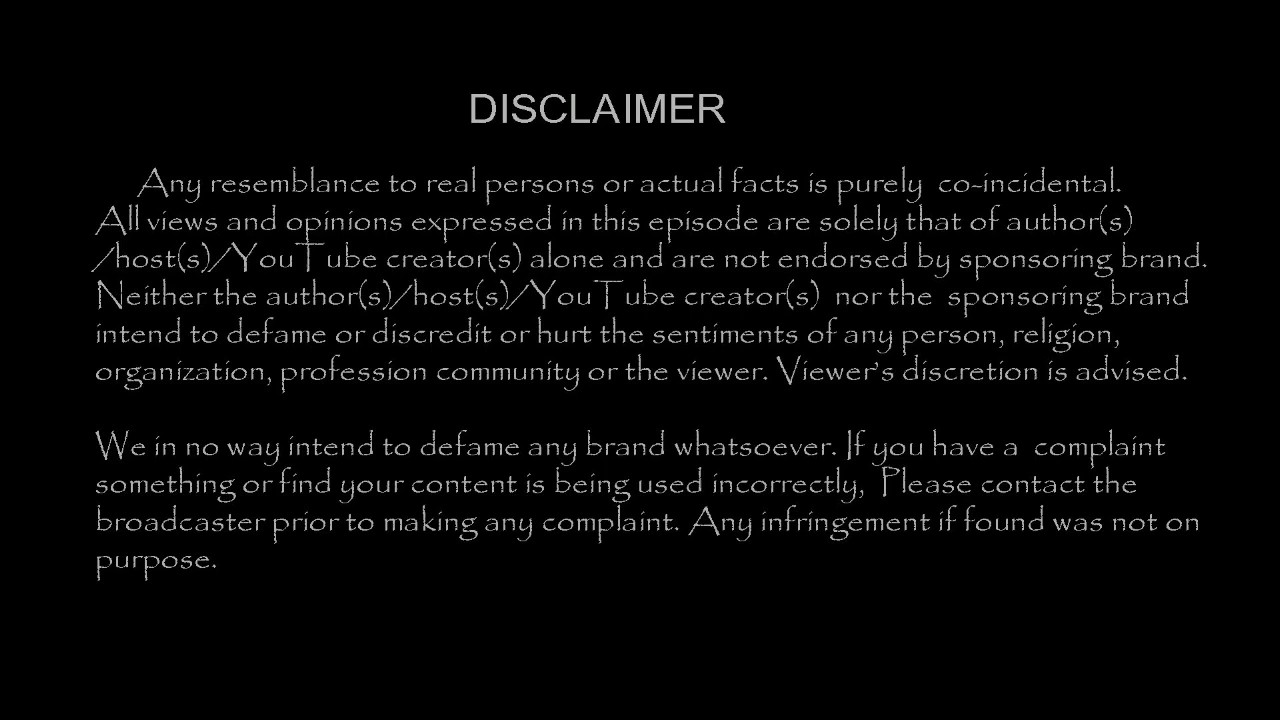 DISCLAIMER
Any resemblance to real persons or actual facts is purely co-incidental.
All views and opinions expressed in this episode are solely that of author(s)
/host(s)/YouTube creator(s) alone and are not endorsed by sponsoring brand.
Neither the author(s)/host(s)/YouTube creator(s) nor the sponsoring brand
intend to defame or discredit or hurt the sentiments of any person, religion,
organization, profession community or the viewer. Viewer's discretion is advised.
We in no way intend to defame any brand whatsoever. If you have a complaint
something or find your content is being used incorrectly, Please contact the
broadcaster prior to making any complaint. Any infringement if found was not on
purpose.